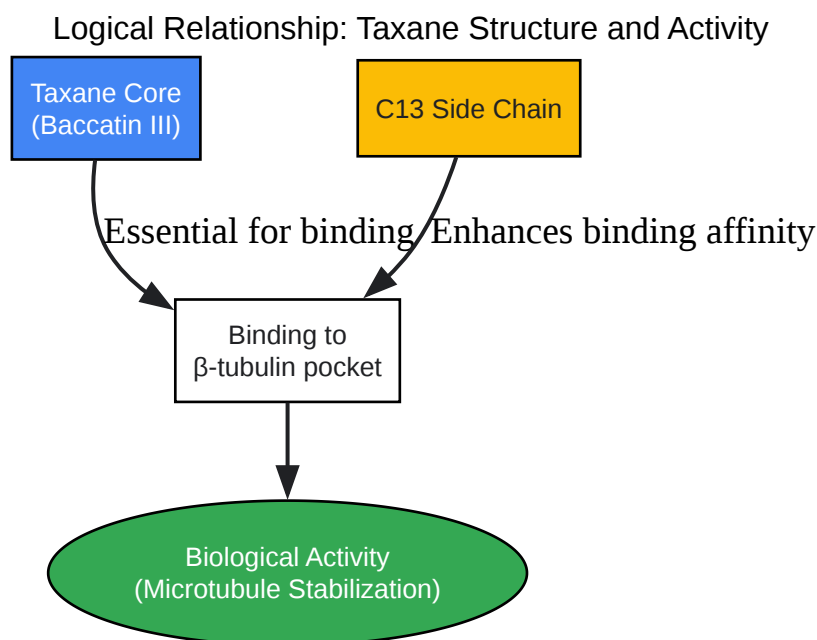 Logical Relationship: Taxane Structure and Activity
Taxane Core
(Baccatin III)
C13 Side Chain
Essential for binding
Enhances binding affinity
Binding to
β-tubulin pocket
Biological Activity
(Microtubule Stabilization)